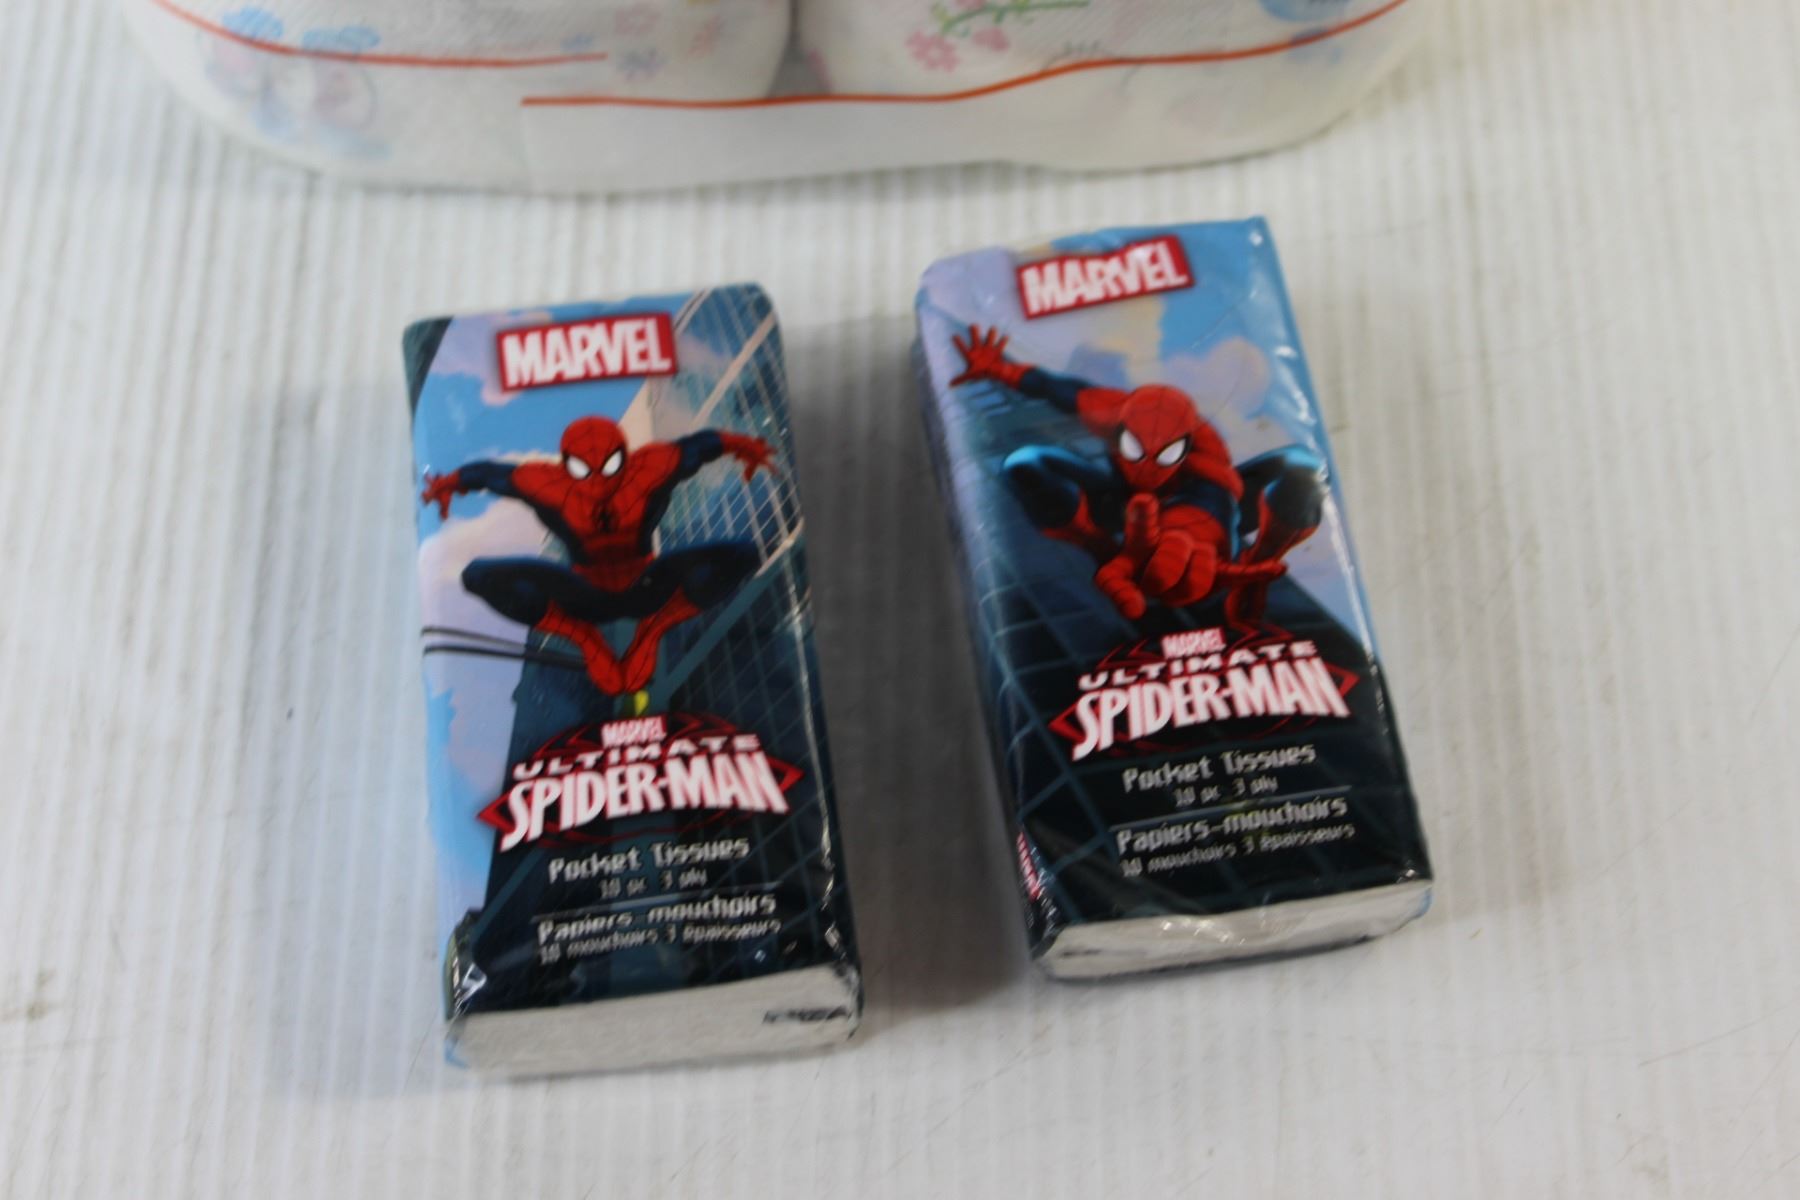 MARVEL
MARVEL
ULTIMATE
SPIDER-MAN
Pocket Tissues
10 pc 3 ply
Papiers-mouchoirs
10 mouchoirs 3 épaisseurs
MARVEL
MARVEL
ULTIMATE
SPIDER-MAN
Pocket Tissues
10 pc 3 ply
Papiers-mouchoirs
10 mouchoirs 3 épaisseurs